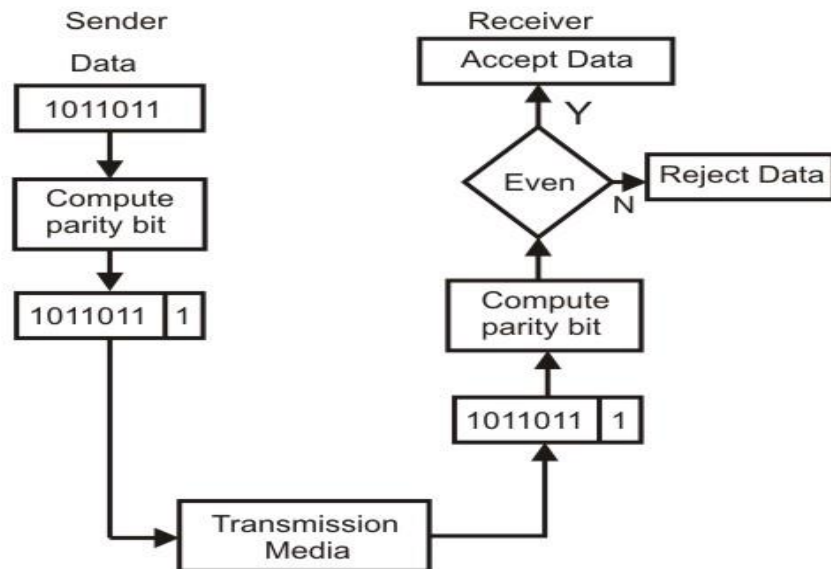 Sender
Data
1011011
Compute
parity bit
1011011 1
Transmission
Media
Receiver
Accept Data
Y
Even
N
Reject Data
Compute
parity bit
1011011 1